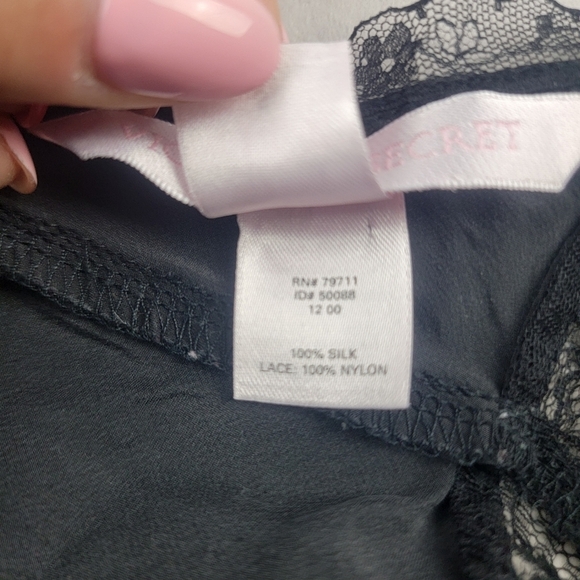 SECRET
RN# 79711
ID# 50088
12 00
100% SILK
LACE: 100% NYLON